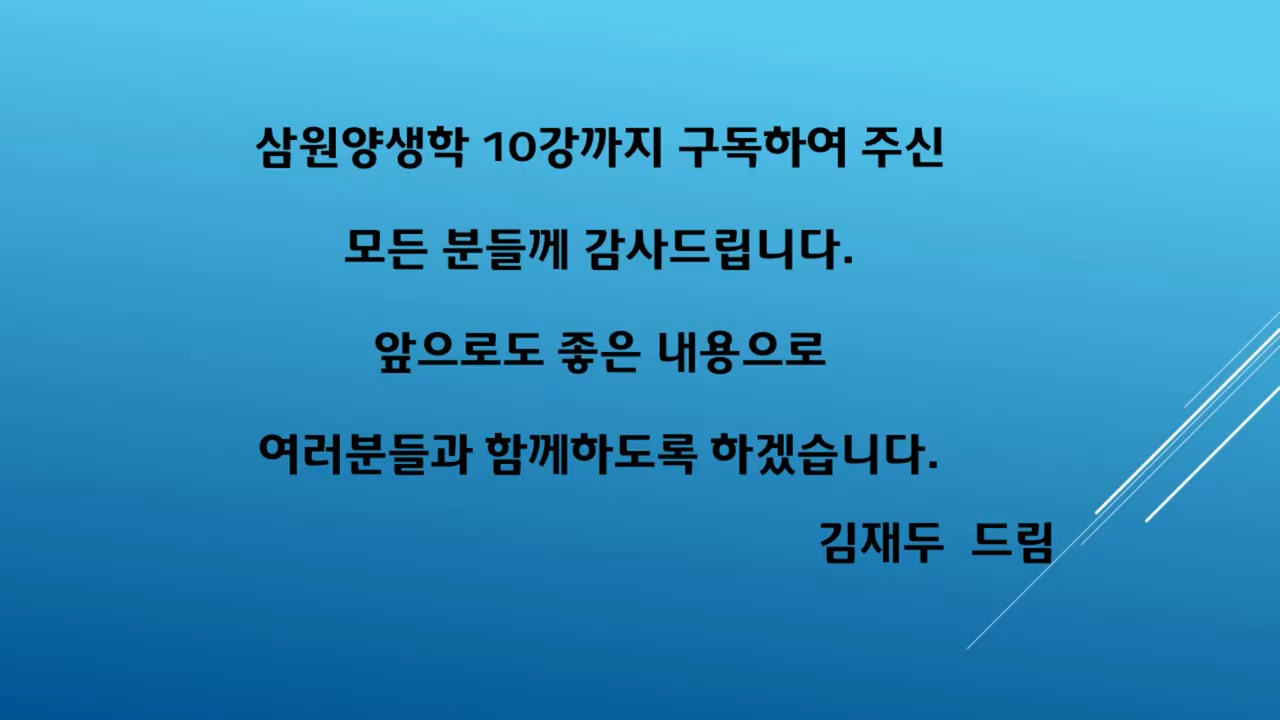 삼원양생학 10강까지 구독하여 주신
모든 분들께 감사드립니다.
앞으로도 좋은 내용으로
여러분들과 함께하도록 하겠습니다.
김재두 드림